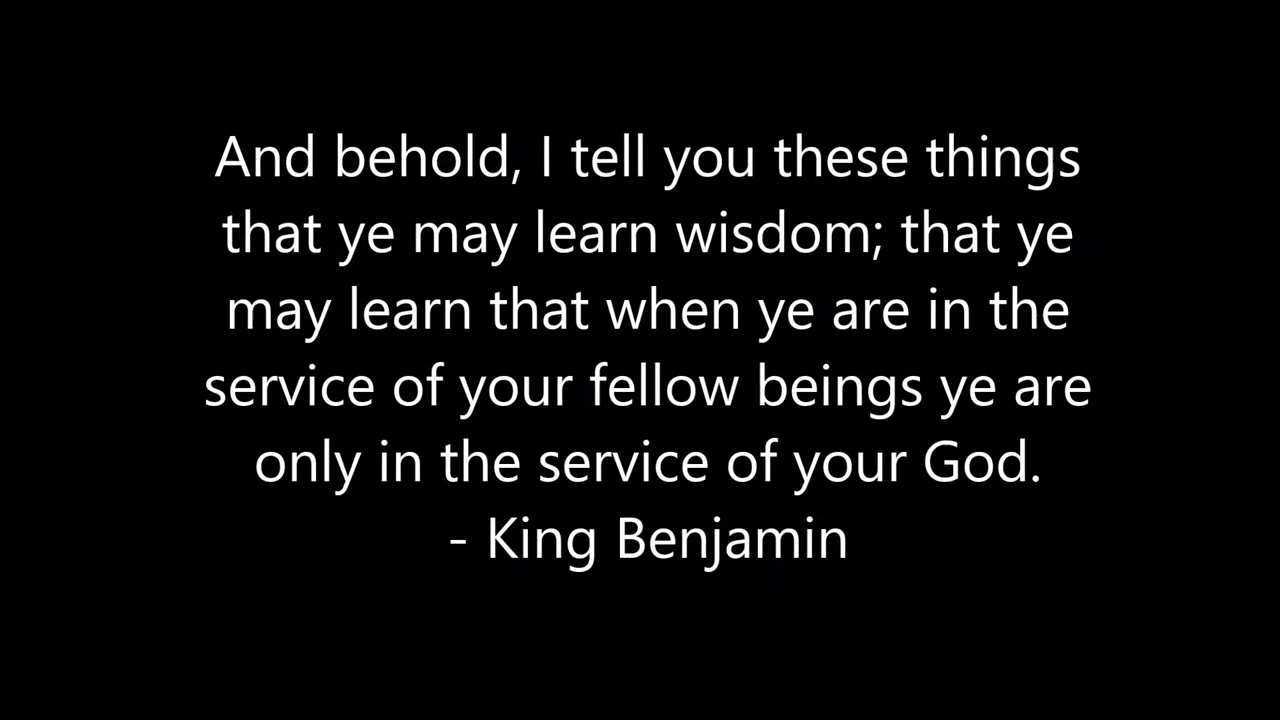 And behold, I tell you these things
that ye may learn wisdom; that ye
may learn that when ye are in the
service of your fellow beings ye are
only in the service of your God.
- King Benjamin